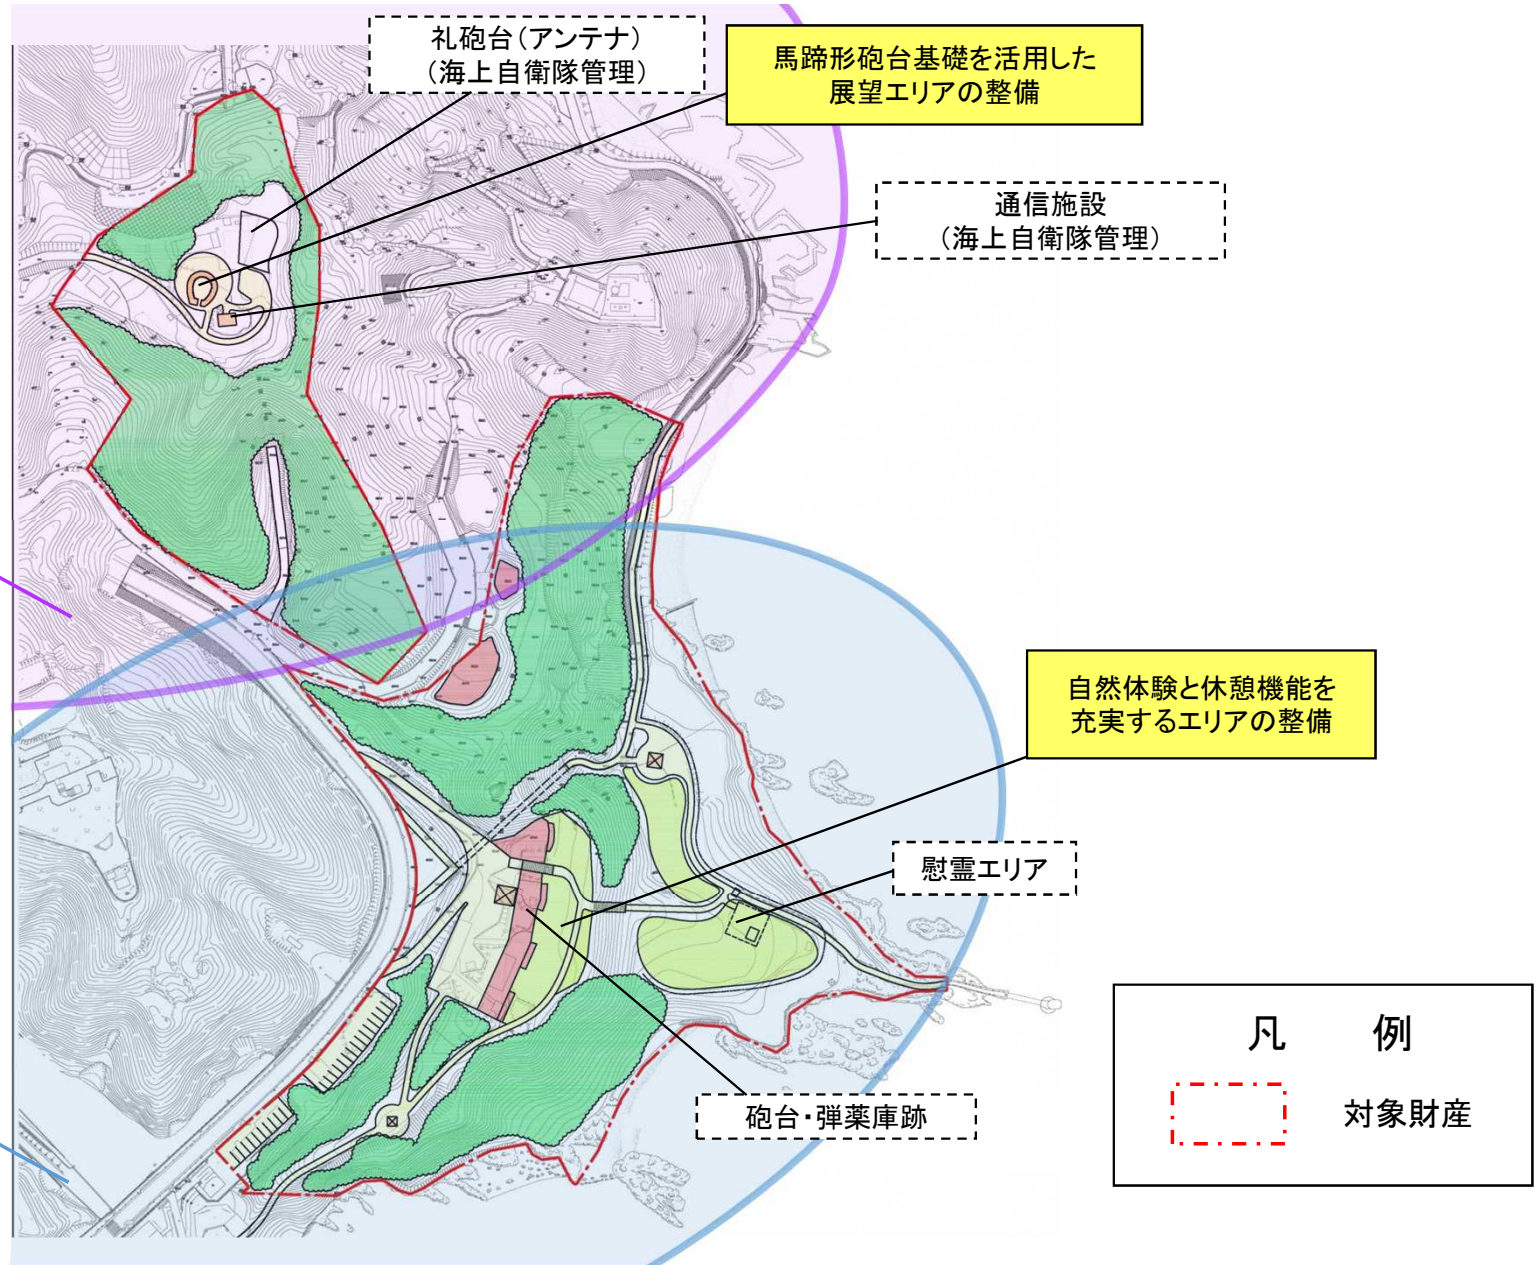 礼砲台（アンテナ）
（海上自衛隊管理）
馬蹄形砲台基礎を活用した
展望エリアの整備
通信施設
（海上自衛隊管理）
自然体験と休憩機能を
充実するエリアの整備
慰霊エリア
砲台・弾薬庫跡
凡　例
対象財産